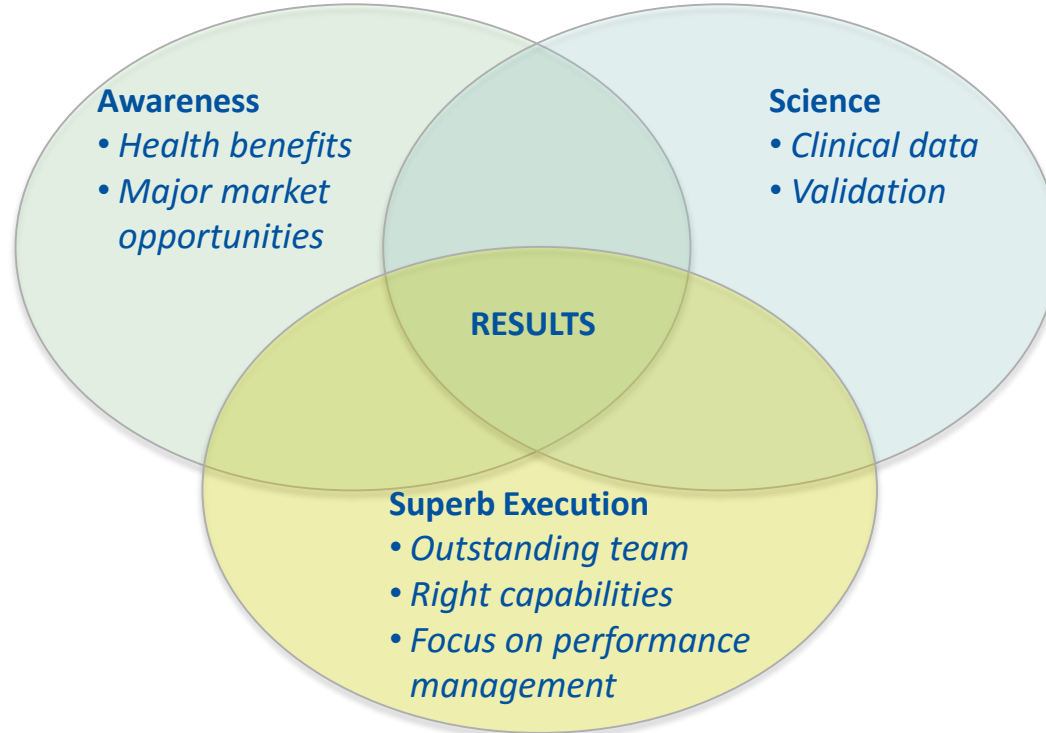 Awareness
• Health benefits
• Major market
opportunities
Science
• Clinical data
• Validation
RESULTS
Superb Execution
• Outstanding team
• Right capabilities
• Focus on performance
management